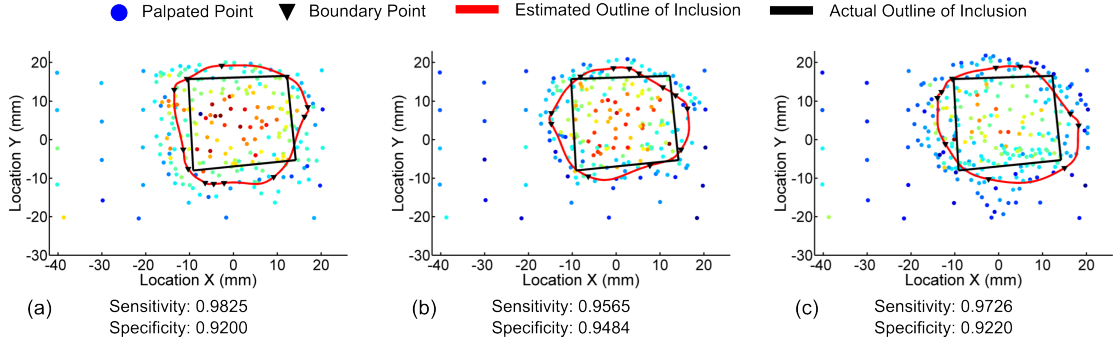 Palpated Point Boundary Point Estimated Outline of Inclusion Actual Outline of Inclusion
Location Y (mm)
30
20
10
0
-10
-20
-30
-40 -30 -20 -10 0 10 20
Location X (mm)
(a)
Sensitivity: 0.9825
Specificity: 0.9200
Location Y (mm)
30
20
10
0
-10
-20
-30
-40 -30 -20 -10 0 10 20
Location X (mm)
(b)
Sensitivity: 0.9565
Specificity: 0.9484
Location Y (mm)
30
20
10
0
-10
-20
-30
-40 -30 -20 -10 0 10 20
Location X (mm)
(c)
Sensitivity: 0.9726
Specificity: 0.9220